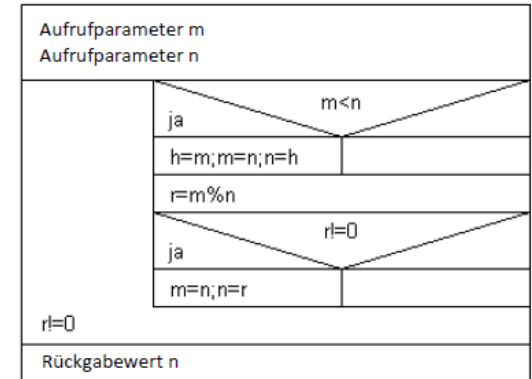 Aufrufparameter m
Aufrufparameter n
m<n
ja
h=m;m=n;n=h
r=m%n
r!=0
ja
m=n;n=r
r!=0
Rückgabewert n